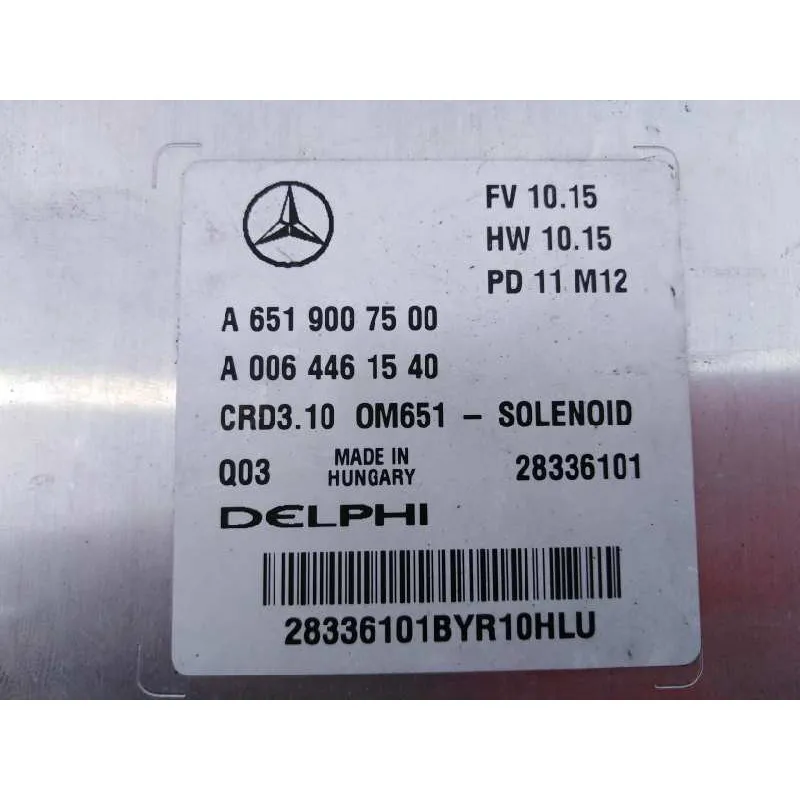 FV 10.15
HW 10.15
PD 11 M12
A 651 900 75 00
A 006 446 15 40
CRD3.10 OM651 - SOLENOID
Q03 MADE IN HUNGARY 28336101
DELPHI
28336101BYR10HLU